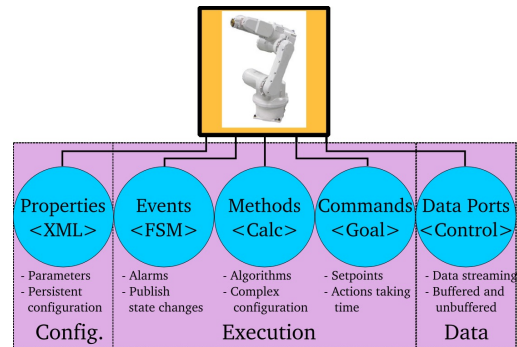 Properties
<XML>
Events
<FSM>
Methods
<Calc>
Commands
<Goal>
Data Ports
<Control>
- Parameters
- Persistent
configuration
- Alarms
- Publish
state changes
- Algorithms
- Complex
configuration
- Setpoints
- Actions taking
time
- Data streaming
- Buffered and
unbuffered
Config.
Execution
Data